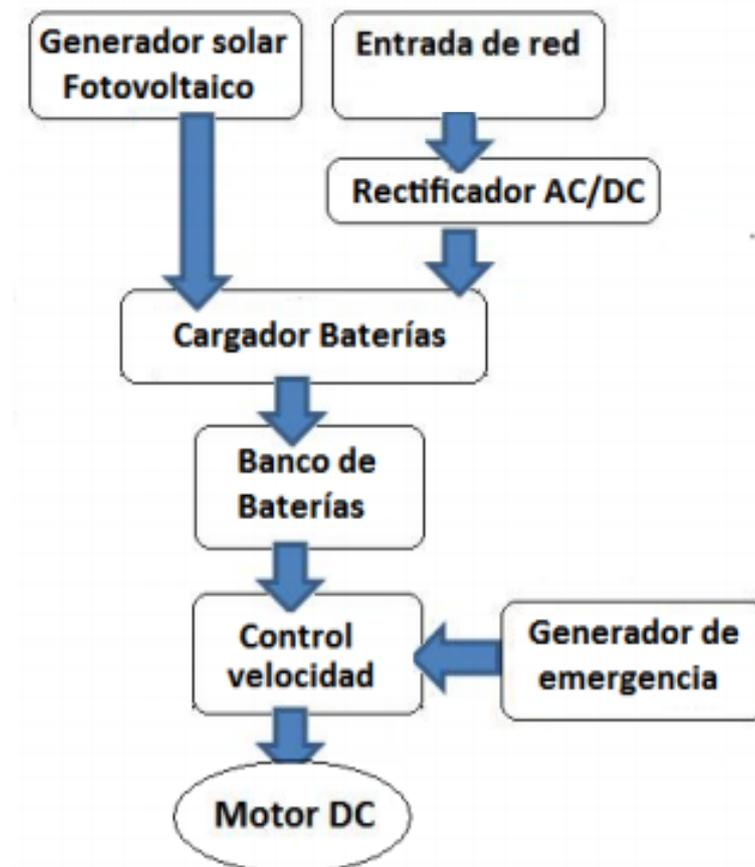 Generador solar
Fotovoltaico
Entrada de red
Rectificador AC/DC
Cargador Baterías
Banco de
Baterías
Control
velocidad
Generador de
emergencia
Motor DC